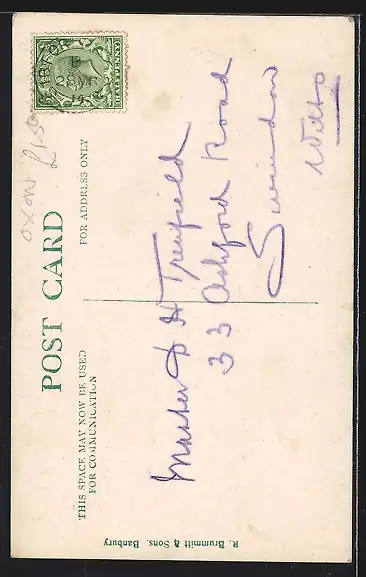 POST CARD
THIS SPACE MAY NOW BE USED
FOR COMMUNICATION
FOR ADDRESS ONLY
Oxon
Master D H Trenfield
33 Ashford Road
Swindon
Wilts
R. Brummitt & Sons. Banbury